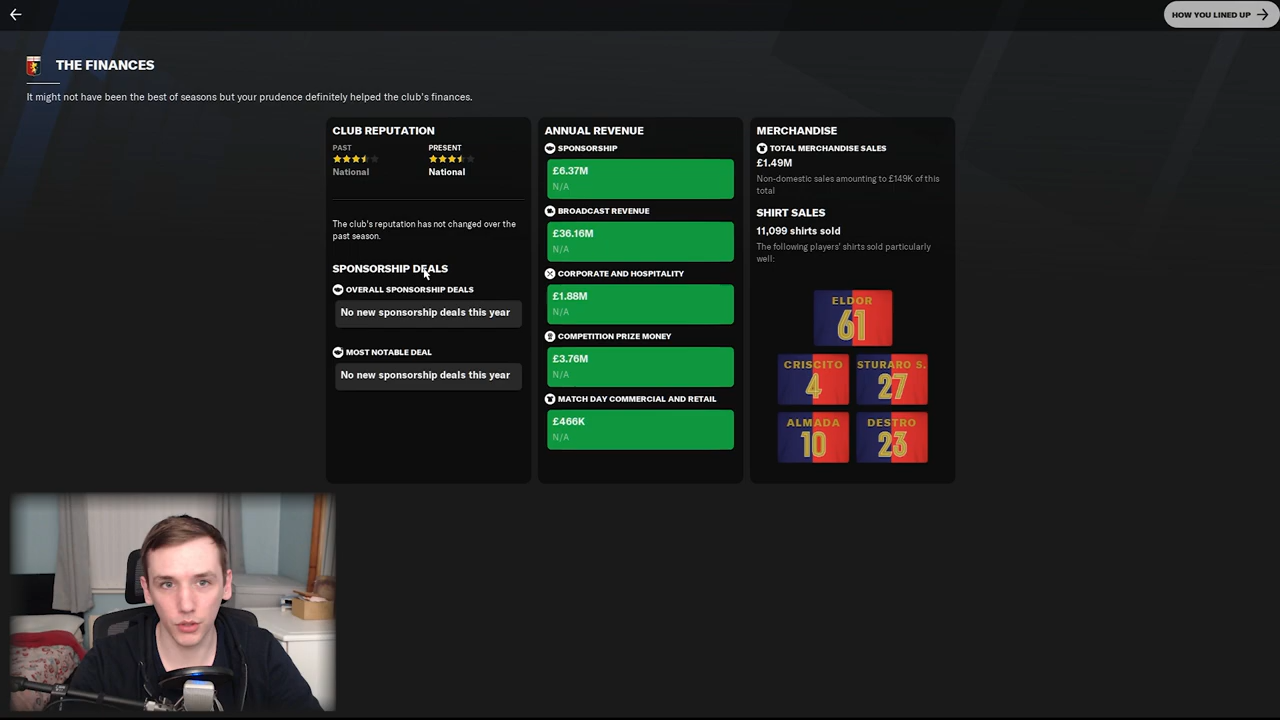 HOW YOU LINED UP
THE FINANCES
It might not have been the best of seasons but your prudence definitely helped the club's finances.
CLUB REPUTATION
PAST
PRESENT
National
National
The club's reputation has not changed over the
past season.
SPONSORSHIP DEALS
OVERALL SPONSORSHIP DEALS
No new sponsorship deals this year
MOST NOTABLE DEAL
No new sponsorship deals this year
ANNUAL REVENUE
SPONSORSHIP
£6.37M
N/A
BROADCAST REVENUE
£36.16M
N/A
CORPORATE AND HOSPITALITY
£1.88M
N/A
COMPETITION PRIZE MONEY
£3.76M
N/A
MATCH DAY COMMERCIAL AND RETAIL
£466K
N/A
MERCHANDISE
TOTAL MERCHANDISE SALES
£1.49M
Non-domestic sales amounting to £149K of this
total
SHIRT SALES
11,099 shirts sold
The following players' shirts sold particularly
well:
ELDOR
61
CRISCITO
4
STURARO S.
27
ALMADA
10
DESTRO
23